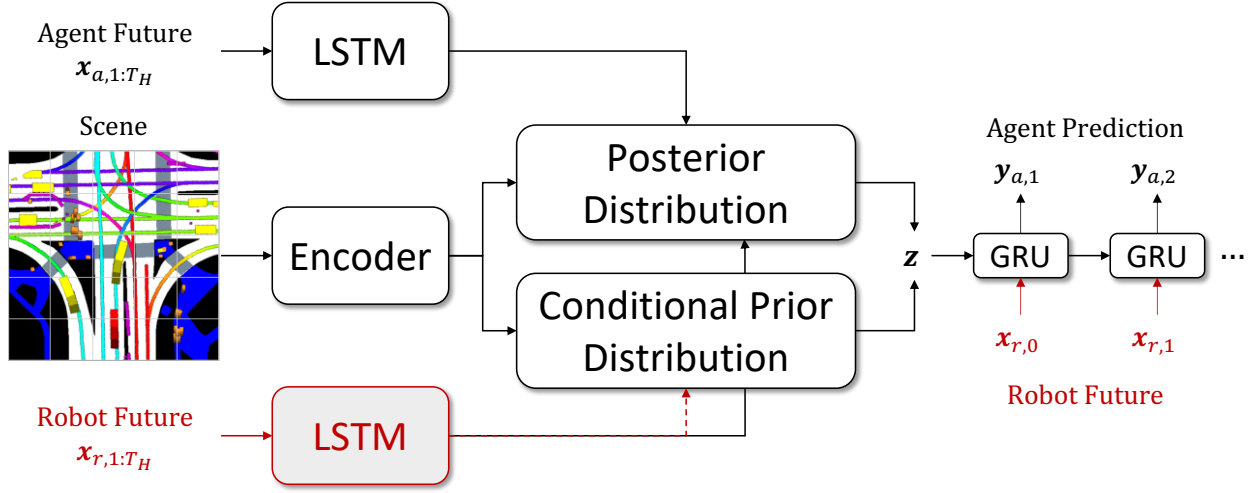 Agent Future
x_{a,1:T_H}
LSTM
Scene
Posterior
Distribution
Agent Prediction
y_{a,1}
y_{a,2}
Encoder
z
GRU
GRU
...
Conditional Prior
Distribution
x_{r,0}
x_{r,1}
Robot Future
Robot Future
x_{r,1:T_H}
LSTM